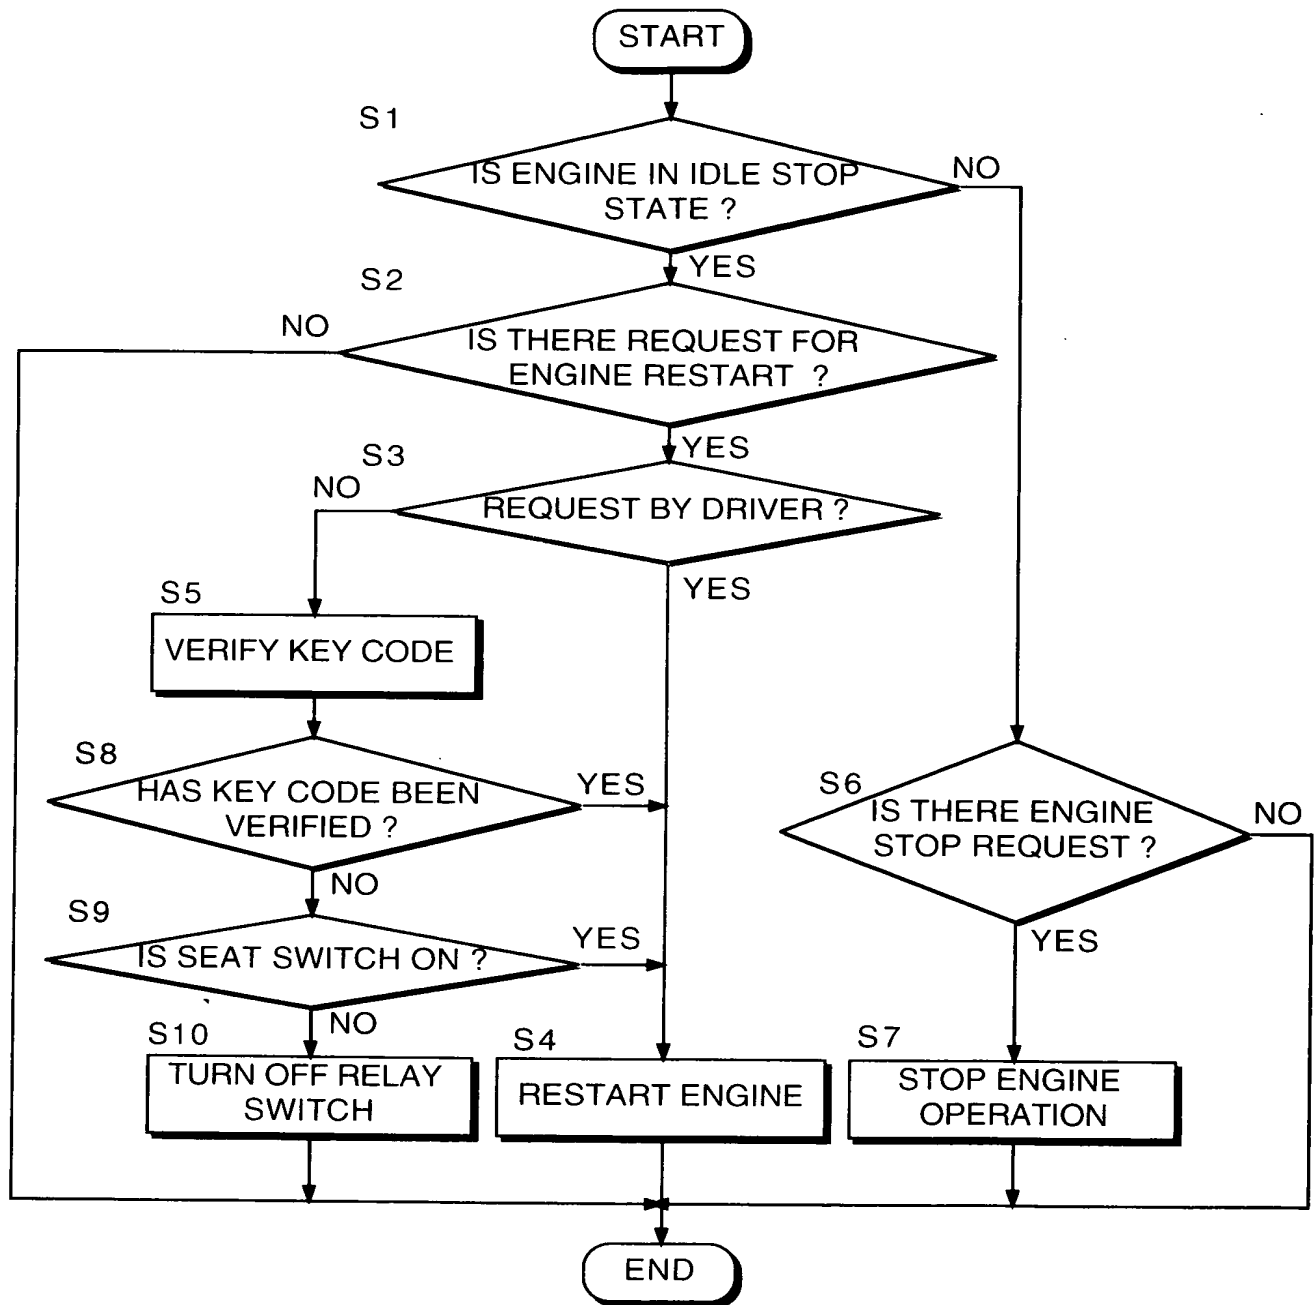 START
S1
IS ENGINE IN IDLE STOP
STATE ?
NO
YES
S2
NO
IS THERE REQUEST FOR
ENGINE RESTART ?
YES
S3
NO
REQUEST BY DRIVER ?
YES
S5
VERIFY KEY CODE
S8
HAS KEY CODE BEEN
VERIFIED ?
YES
S6
IS THERE ENGINE
STOP REQUEST ?
NO
NO
S9
IS SEAT SWITCH ON ?
YES
YES
NO
S10
TURN OFF RELAY
SWITCH
S4
RESTART ENGINE
S7
STOP ENGINE
OPERATION
END